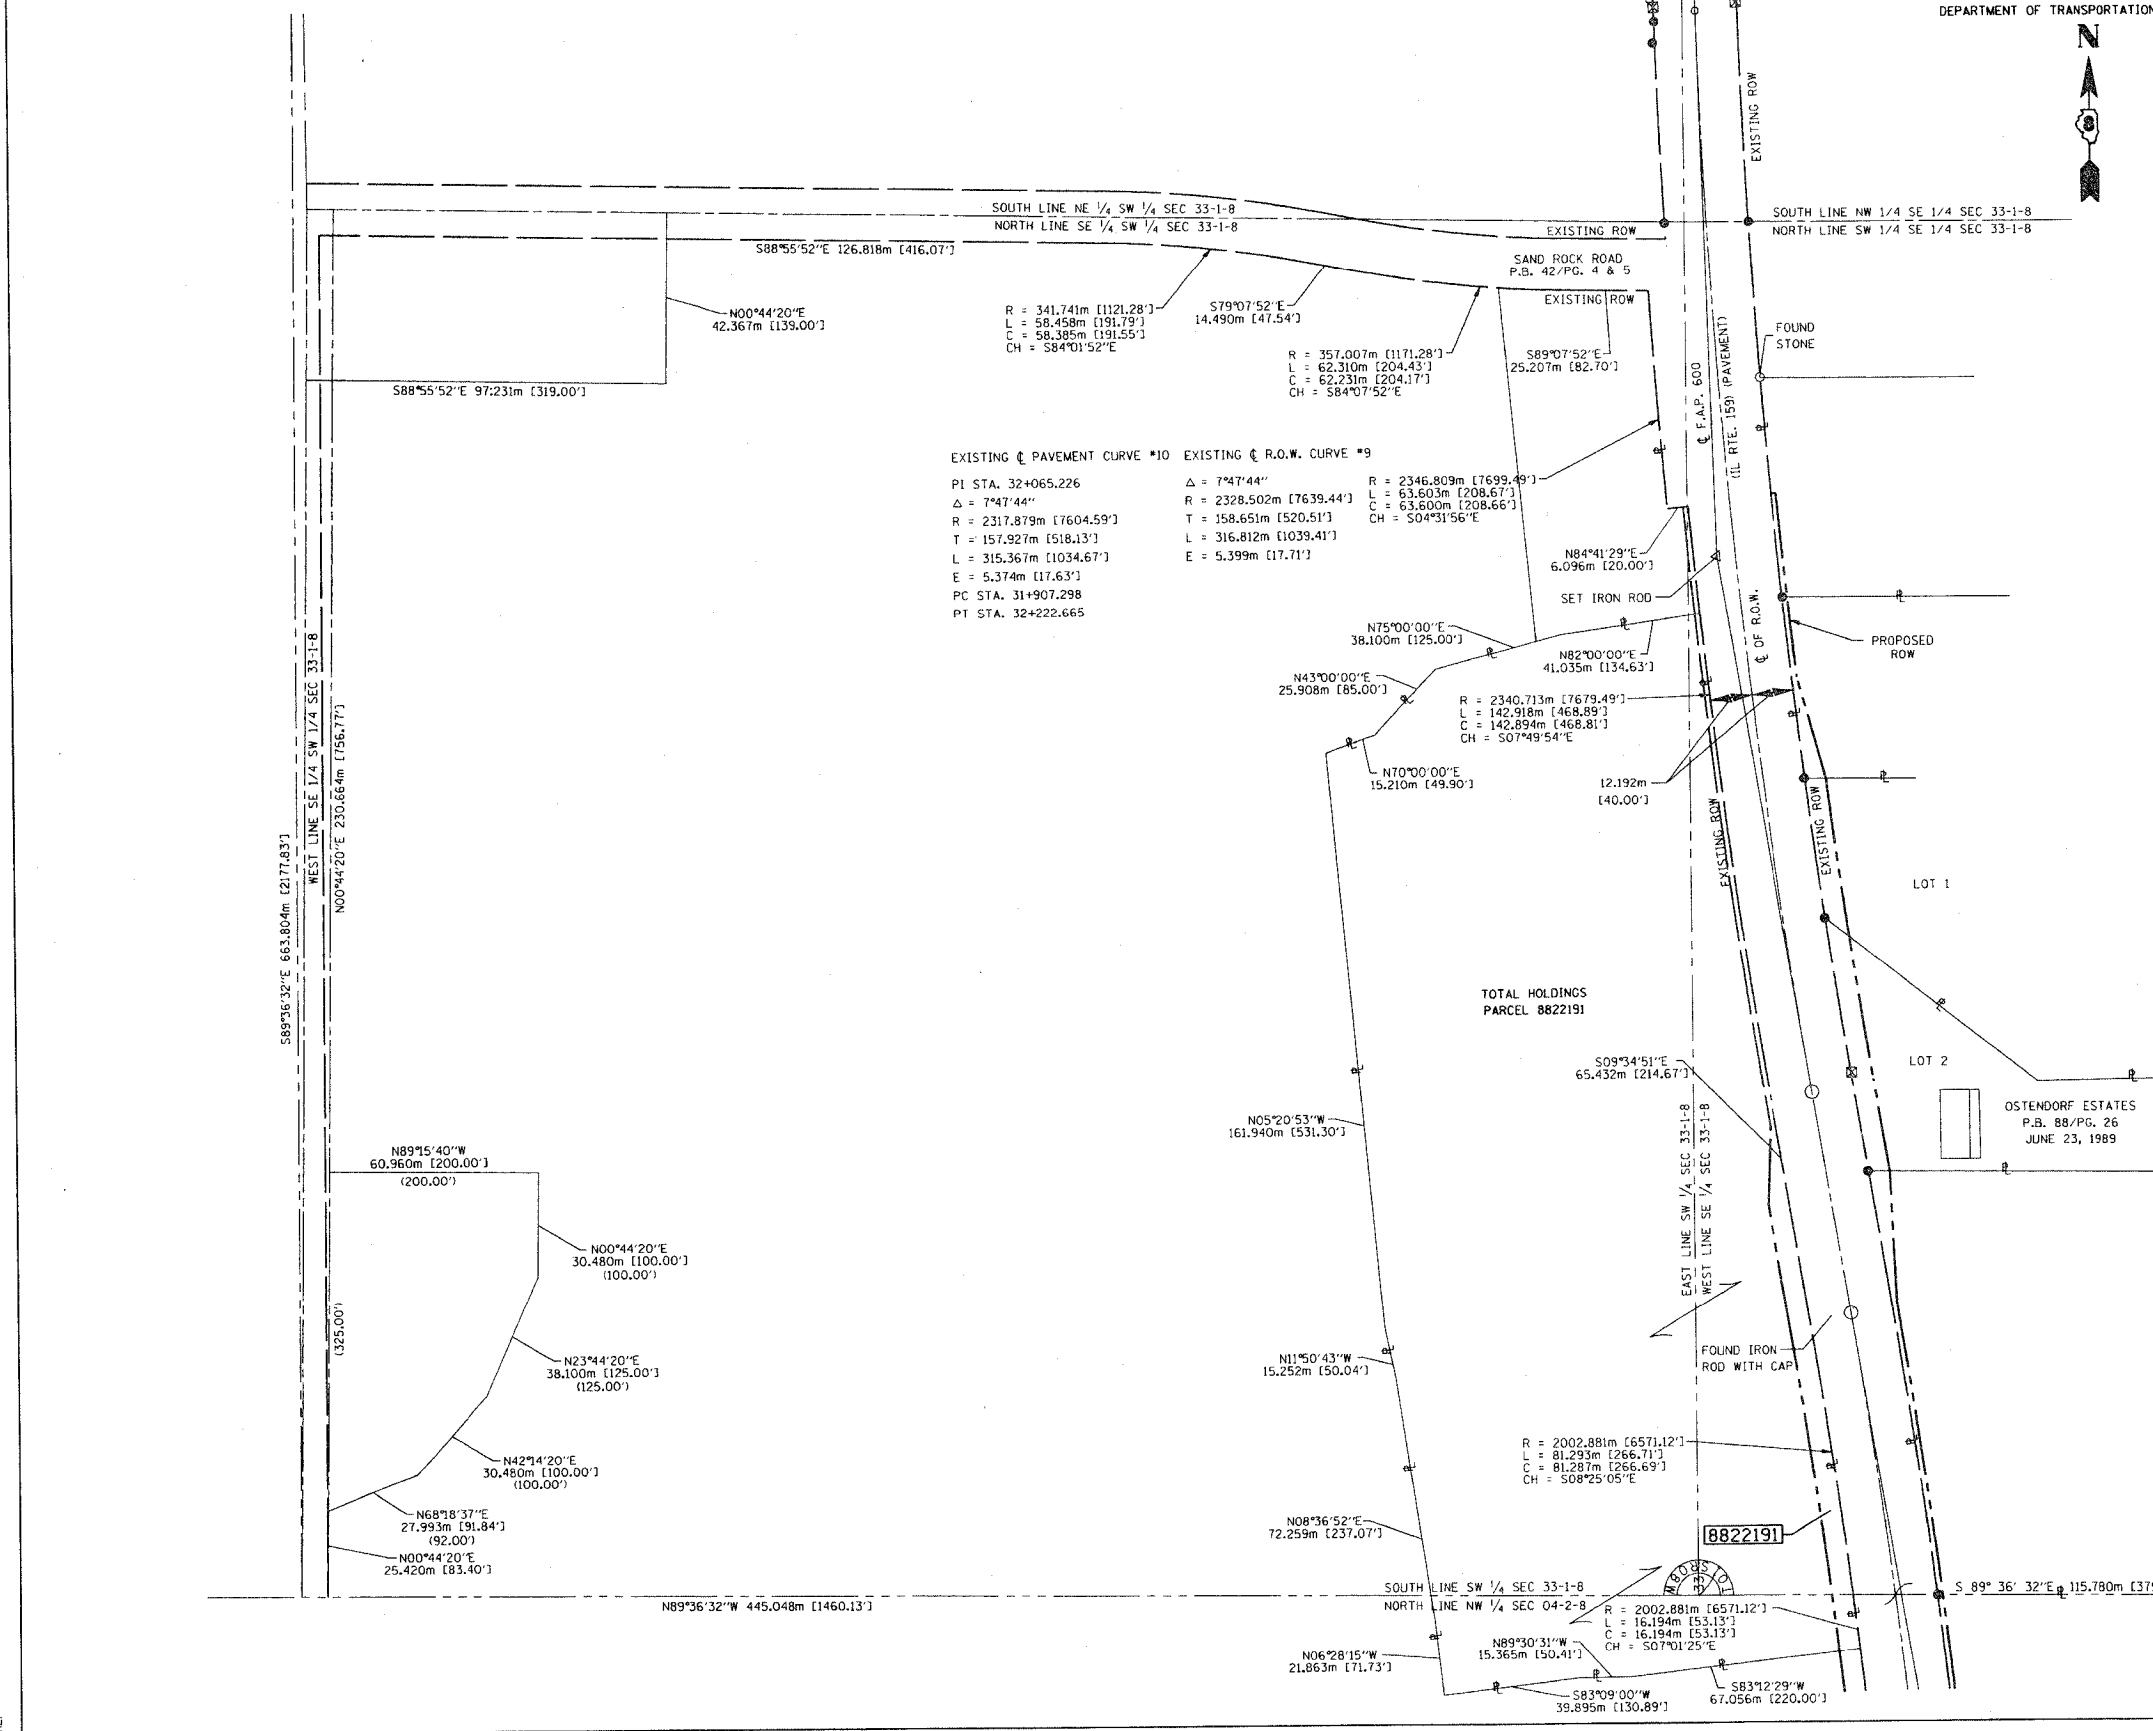 DEPARTMENT OF TRANSPORTATION
N
8
EXISTING ROW
SOUTH LINE NE 1/4 SW 1/4 SEC 33-1-8
NORTH LINE SE 1/4 SW 1/4 SEC 33-1-8
SOUTH LINE NW 1/4 SE 1/4 SEC 33-1-8
NORTH LINE SW 1/4 SE 1/4 SEC 33-1-8
EXISTING ROW
S88°55'52"E 126.818m [416.07']
SAND ROCK ROAD
P.B. 42/PG. 4 & 5
EXISTING ROW
N00°44'20"E
42.367m [139.00']
R = 341.741m [1121.28']
L = 58.458m [191.79']
C = 58.385m [191.55']
CH = S84°01'52"E
S79°07'52"E
14.490m [47.54']
R = 357.007m [1171.28']
L = 62.310m [204.43']
C = 62.231m [204.17']
CH = S84°07'52"E
S89°07'52"E
25.207m [82.70']
FOUND
STONE
S88°55'52"E 97.231m [319.00']
℄ F.A.P. 600
(IL RTE. 159) (PAVEMENT)
EXISTING ℄ PAVEMENT CURVE #10
PI STA. 32+065.226
Δ = 7°47'44"
R = 2317.879m [7604.59']
T = 157.927m [518.13']
L = 315.367m [1034.67']
E = 5.374m [17.63']
PC STA. 31+907.298
PT STA. 32+222.665
EXISTING ℄ R.O.W. CURVE #9
Δ = 7°47'44"
R = 2328.502m [7639.44']
T = 158.651m [520.51']
L = 316.812m [1039.41']
E = 5.399m [17.71']
R = 2346.809m [7699.49']
L = 63.603m [208.67']
C = 63.600m [208.66']
CH = S04°31'56"E
N84°41'29"E
6.096m [20.00']
SET IRON ROD
℄ OF R.O.W.
PROPOSED
ROW
N75°00'00"E
38.100m [125.00']
N82°00'00"E
41.035m [134.63']
N43°00'00"E
25.908m [85.00']
R = 2340.713m [7679.49']
L = 142.918m [468.89']
C = 142.894m [468.81']
CH = S07°49'54"E
N70°00'00"E
15.210m [49.90']
12.192m
[40.00']
EXISTING ROW
EXISTING ROW
WEST LINE SE 1/4 SW 1/4 SEC 33-1-8
N00°44'20"E 230.664m [756.77']
S89°36'32"E 663.804m [2177.83']
LOT 1
TOTAL HOLDINGS
PARCEL 8822191
S09°34'51"E
65.432m [214.67']
LOT 2
OSTENDORF ESTATES
P.B. 88/PG. 26
JUNE 23, 1989
N05°20'53"W
161.940m [531.30']
EAST LINE SW 1/4 SEC 33-1-8
WEST LINE SE 1/4 SEC 33-1-8
N89°15'40"W
60.960m [200.00']
(200.00')
N00°44'20"E
30.480m [100.00']
(100.00')
(325.00')
N23°44'20"E
38.100m [125.00']
(125.00')
N11°50'43"W
15.252m [50.04']
FOUND IRON
ROD WITH CAP
N42°14'20"E
30.480m [100.00']
(100.00')
R = 2002.881m [6571.12']
L = 81.293m [266.71']
C = 81.287m [266.69']
CH = S08°25'05"E
N68°18'37"E
27.993m [91.84']
(92.00')
N08°36'52"E
72.259m [237.07']
8822191
N00°44'20"E
25.420m [83.40']
T01S R08W
33
SOUTH LINE SW 1/4 SEC 33-1-8
NORTH LINE NW 1/4 SEC 04-2-8
S 89° 36' 32"E ℙ 115.780m [37
N89°36'32"W 445.048m [1460.13']
R = 2002.881m [6571.12']
L = 16.194m [53.13']
C = 16.194m [53.13']
CH = S07°01'25"E
N89°30'31"W
15.365m [50.41']
N06°28'15"W
21.863m [71.73']
S83°09'00"W
39.895m [130.89']
S83°12'29"W
67.056m [220.00']